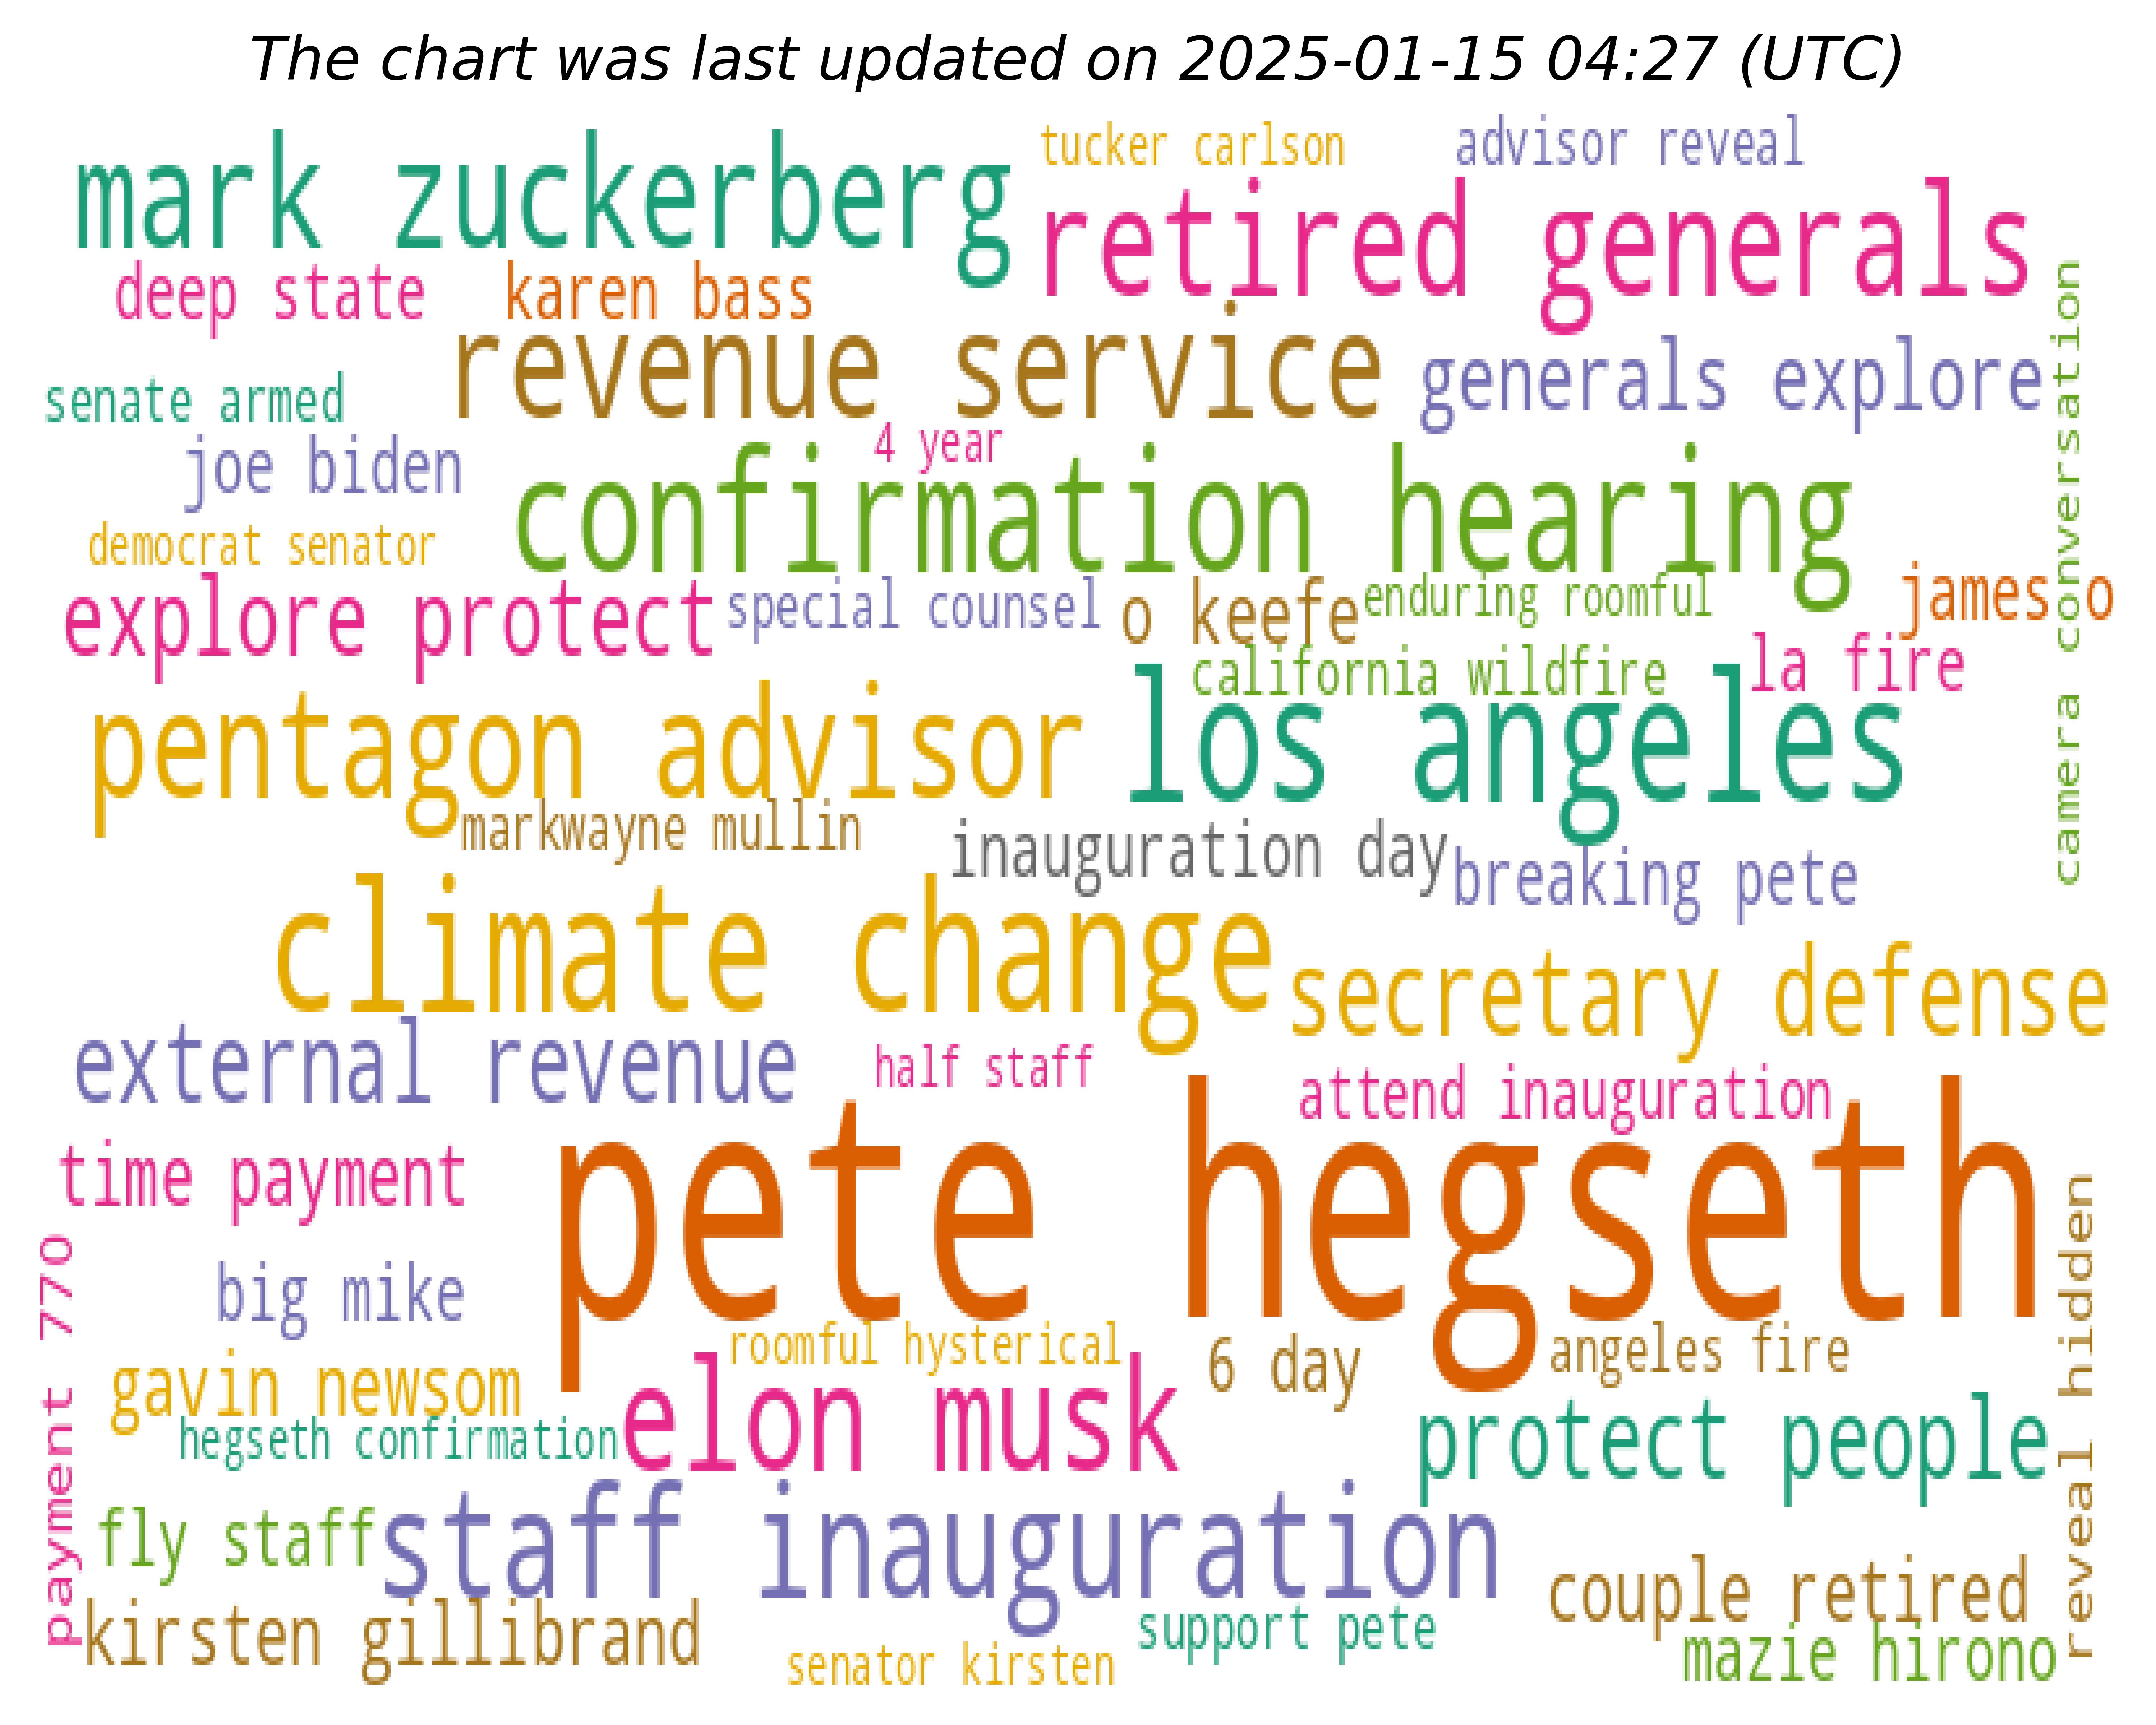 The chart was last updated on 2025-01-15 04:27 (UTC)
tucker carlson
advisor reveal
mark zuckerberg
retired generals
deep state
karen bass
camera conversation
revenue service
generals explore
senate armed
4 year
joe biden
confirmation hearing
democrat senator
explore protect
special counsel
o keefe
enduring roomful
james o
california wildfire
la fire
pentagon advisor
los angeles
markwayne mullin
inauguration day
breaking pete
climate change
secretary defense
external revenue
half staff
attend inauguration
time payment
pete hegseth
reveal hidden
payment 770
big mike
roomful hysterical
6 day
angeles fire
gavin newsom
hegseth confirmation
elon musk
protect people
fly staff
staff inauguration
couple retired
kirsten gillibrand
support pete
senator kirsten
mazie hirono